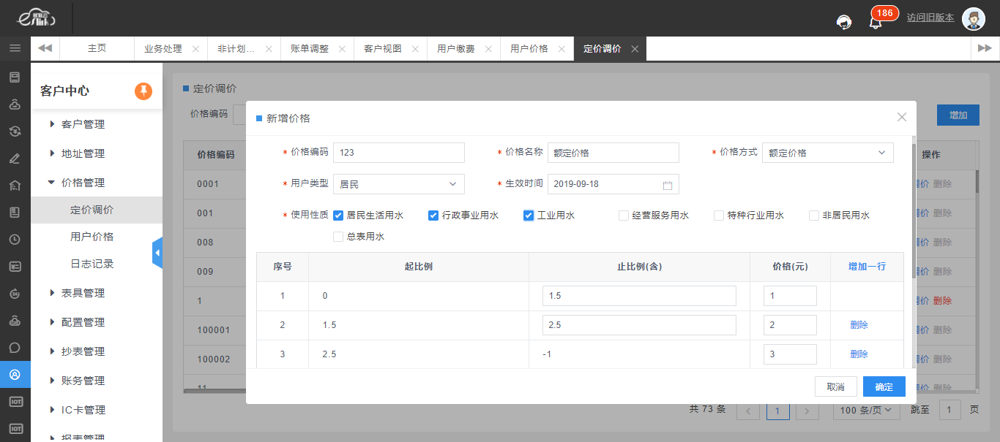 186
访问旧版本
主页
业务处理
非计划...
账单调整
客户视图
用户缴费
用户价格
定价调价
客户中心
客户管理
地址管理
价格管理
定价调价
用户价格
日志记录
表具管理
配置管理
抄表管理
账务管理
IC卡管理
报表管理
24
IOT
IOT
定价调价
价格编码
增加
价格编码
操作
0001
调价 删除
001
调价 删除
008
调价 删除
009
调价 删除
1
调价 删除
100001
调价 删除
100002
调价 删除
11
调价 删除
共 73 条
1
100 条/页
跳至
1
页
新增价格
* 价格编码 123
* 价格名称 额定价格
* 价格方式 额定价格
* 用户类型 居民
* 生效时间 2019-09-18
* 使用性质 居民生活用水 行政事业用水 工业用水 经营服务用水 特种行业用水 非居民用水
总表用水
序号 起比例 止比例(含) 价格(元) 增加一行
1 0 1.5 1
2 1.5 2.5 2 删除
3 2.5 -1 3 删除
取消
确定